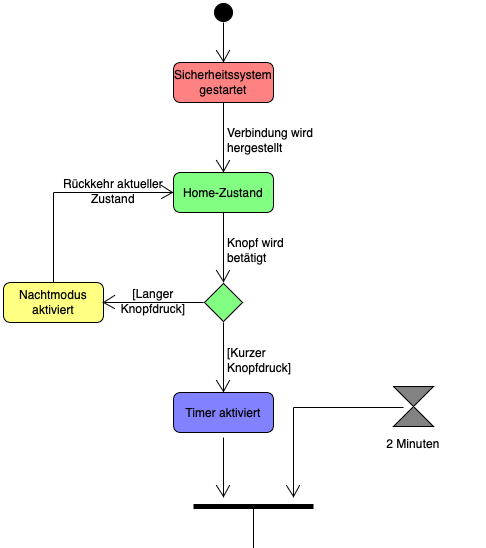 Sicherheitssystem
gestartet
Verbindung wird
hergestellt
Rückkehr aktueller
Zustand
Home-Zustand
Knopf wird
betätigt
Nachtmodus
aktiviert
[Langer
Knopfdruck]
[Kurzer
Knopfdruck]
Timer aktiviert
2 Minuten